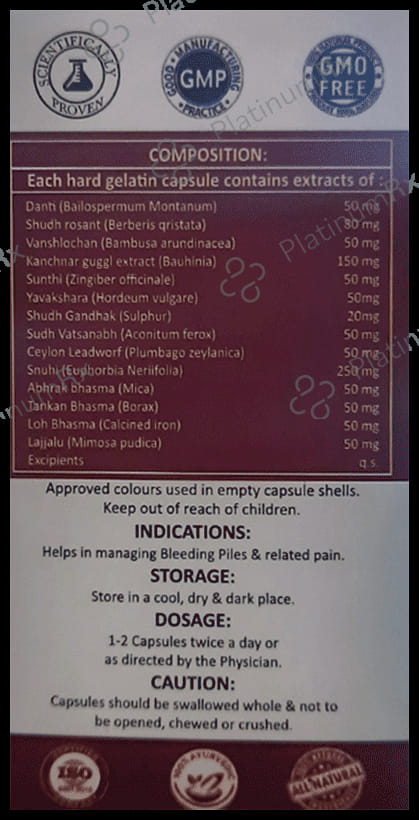 SCIENTIFICALLY
PROVEN
GOOD MANUFACTURING
GMP
PRACTICE
GMO
FREE
PlatinumRx
COMPOSITION:
Each hard gelatin capsule contains extracts of :
Danti (Bailospermum Montanum) 50 mg
Shudh rosant (Berberis qristata) 80 mg
Vanshlochan (Bambusa arundinacea) 50 mg
Kanchnar guggl extract (Bauhinia) 150 mg
Sunthi (Zingiber officinale) 50 mg
Yavakshara (Hordeum vulgare) 50mg
Shudh Gandhak (Sulphur) 20mg
Sudh Vatsanabh (Aconitum ferox) 50 mg
Ceylon Leadworf (Plumbago zeylanica) 50 mg
Snuhi (Euphorbia Neriifolia) 250 mg
Abhrak bhasma (Mica) 50 mg
Tankan Bhasma (Borax) 50 mg
Loh Bhasma (Calcined iron) 50 mg
Lajjalu (Mimosa pudica) 50 mg
Excipients q.s.
Approved colours used in empty capsule shells.
Keep out of reach of children.
INDICATIONS:
Helps in managing Bleeding Piles & related pain.
STORAGE:
Store in a cool, dry & dark place.
DOSAGE:
1-2 Capsules twice a day or
as directed by the Physician.
CAUTION:
Capsules should be swallowed whole & not to
be opened, chewed or crushed.
ISO
100% AYURVEDIC
ALL NATURAL